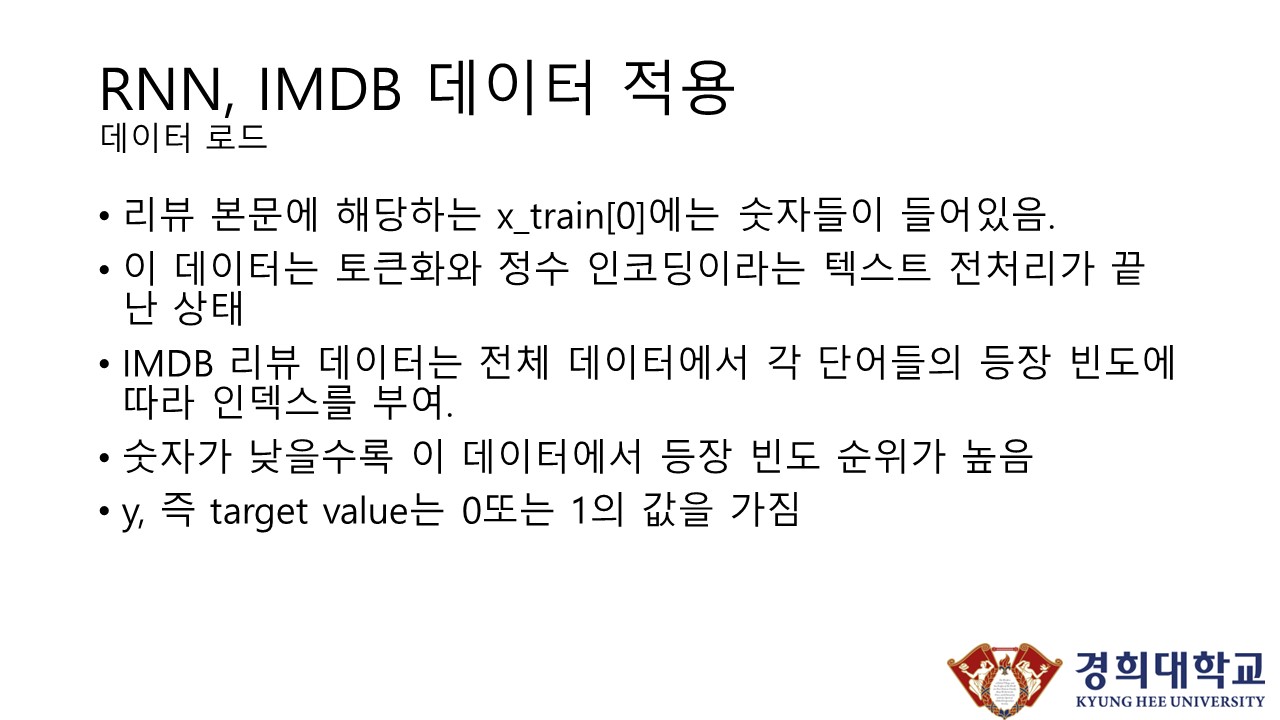 RNN, IMDB 데이터 적용
데이터 로드
• 리뷰 본문에 해당하는 x_train[0]에는 숫자들이 들어있음.
• 이 데이터는 토큰화와 정수 인코딩이라는 텍스트 전처리가 끝
난 상태
• IMDB 리뷰 데이터는 전체 데이터에서 각 단어들의 등장 빈도에
따라 인덱스를 부여.
• 숫자가 낮을수록 이 데이터에서 등장 빈도 순위가 높음
• y, 즉 target value는 0또는 1의 값을 가짐
경희대학교
KYUNG HEE UNIVERSITY